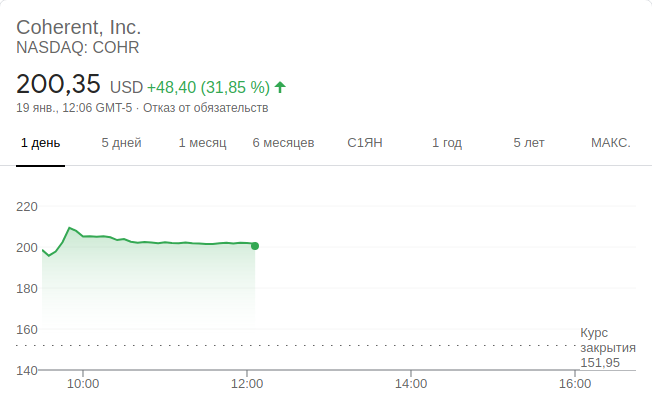 Coherent, Inc.
NASDAQ: COHR
200,35 USD +48,40 (31,85 %)
19 янв., 12:06 GMT-5 · Отказ от обязательств
1 день 5 дней 1 месяц 6 месяцев С1ЯН 1 год 5 лет МАКС.
220
200
180
160
Курс
закрытия
151,95
140
10:00 12:00 14:00 16:00